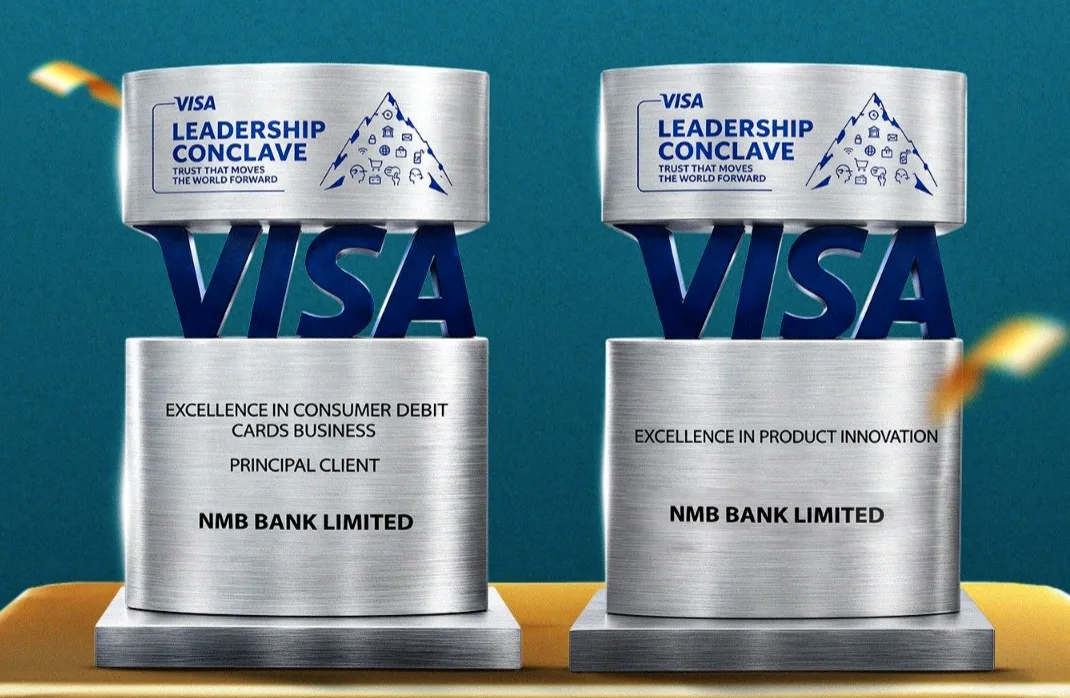 VISA
LEADERSHIP
CONCLAVE
TRUST THAT MOVES
THE WORLD FORWARD
VISA
EXCELLENCE IN CONSUMER DEBIT
CARDS BUSINESS
PRINCIPAL CLIENT
NMB BANK LIMITED
VISA
LEADERSHIP
CONCLAVE
TRUST THAT MOVES
THE WORLD FORWARD
VISA
EXCELLENCE IN PRODUCT INNOVATION
NMB BANK LIMITED